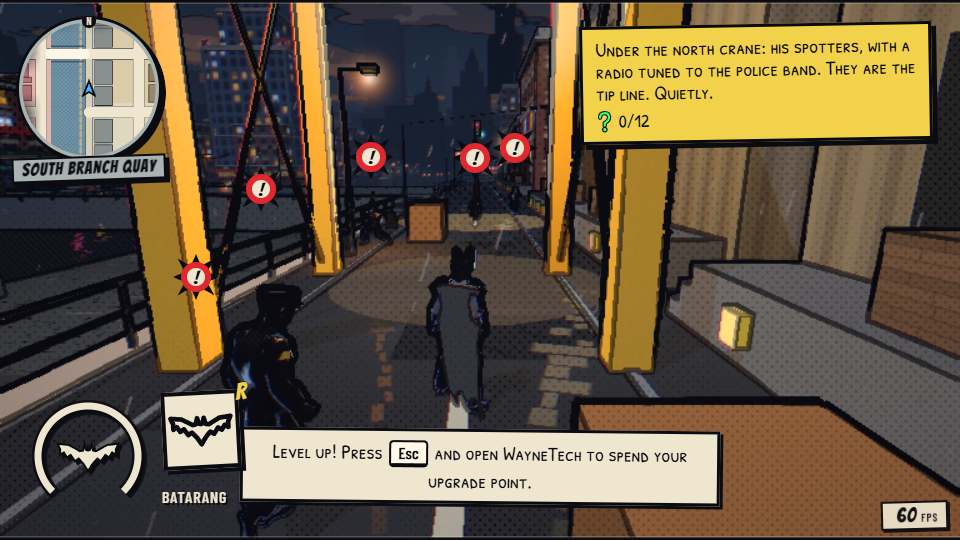 N
SOUTH BRANCH QUAY
UNDER THE NORTH CRANE: HIS SPOTTERS, WITH A
RADIO TUNED TO THE POLICE BAND. THEY ARE THE
TIP LINE. QUIETLY.
? 0/12
!
!
!
!
!
R
BATARANG
LEVEL UP! PRESS Esc AND OPEN WAYNETECH TO SPEND YOUR
UPGRADE POINT.
60 FPS